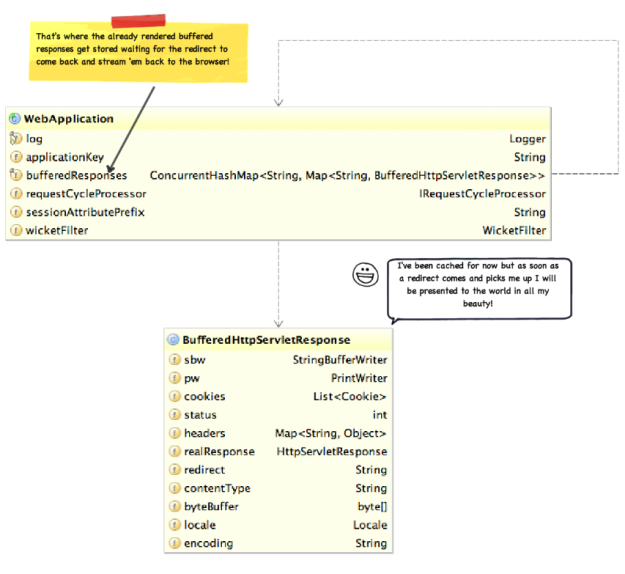 That's where the already rendered buffered
responses get stored waiting for the redirect to
come back and stream 'em back to the browser!
WebApplication
log Logger
applicationKey String
bufferedResponses ConcurrentHashMap<String, Map<String, BufferedHttpServletResponse>>
requestCycleProcessor IRequestCycleProcessor
sessionAttributePrefix String
wicketFilter WicketFilter
I've been cached for now but as soon as
a redirect comes and picks me up I will
be presented to the world in all my
beauty!
BufferedHttpServletResponse
sbw StringBufferWriter
pw PrintWriter
cookies List<Cookie>
status int
headers Map<String, Object>
realResponse HttpServletResponse
redirect String
contentType String
byteBuffer byte[]
locale Locale
encoding String